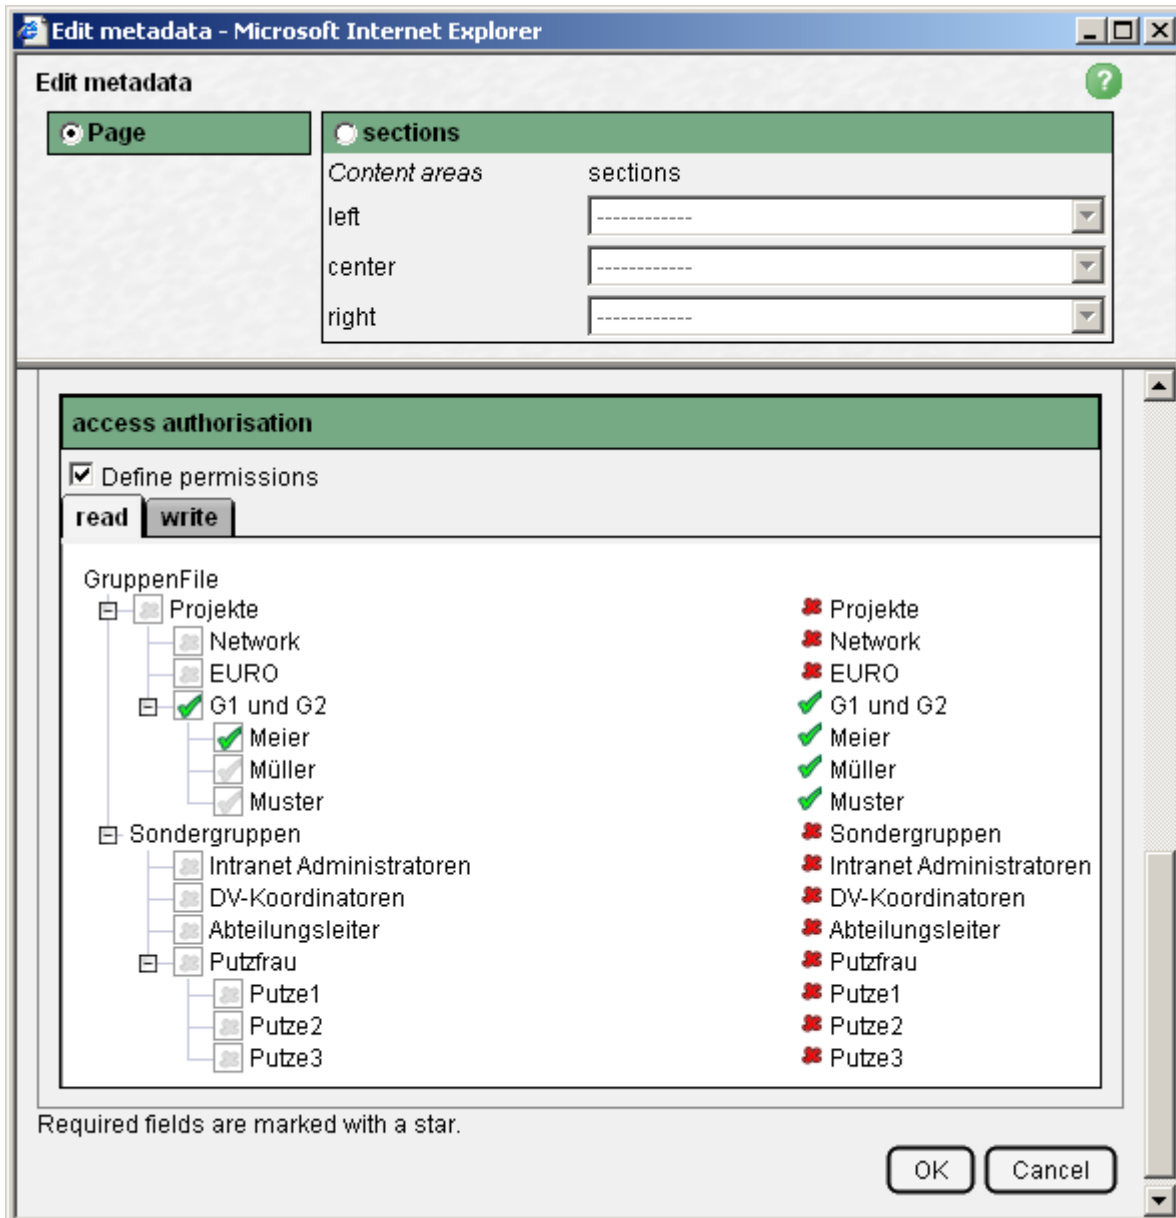 Edit metadata - Microsoft Internet Explorer
Edit metadata
?
Page
sections
Content areas sections
left ------------
center ------------
right ------------
access authorisation
Define permissions
read write
GruppenFile
Projekte Projekte
Network Network
EURO EURO
G1 und G2 G1 und G2
Meier Meier
Müller Müller
Muster Muster
Sondergruppen Sondergruppen
Intranet Administratoren Intranet Administratoren
DV-Koordinatoren DV-Koordinatoren
Abteilungsleiter Abteilungsleiter
Putzfrau Putzfrau
Putze1 Putze1
Putze2 Putze2
Putze3 Putze3
Required fields are marked with a star.
OK Cancel